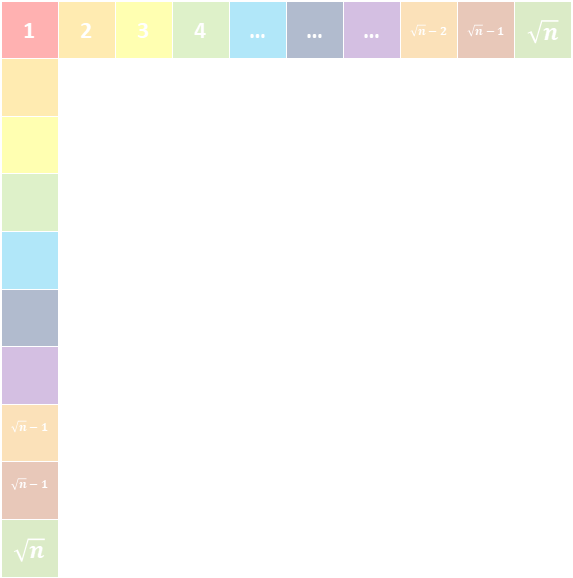 1 2 3 4 ... ... ... √n − 2 √n − 1 √n
√n − 1
√n − 1
√n